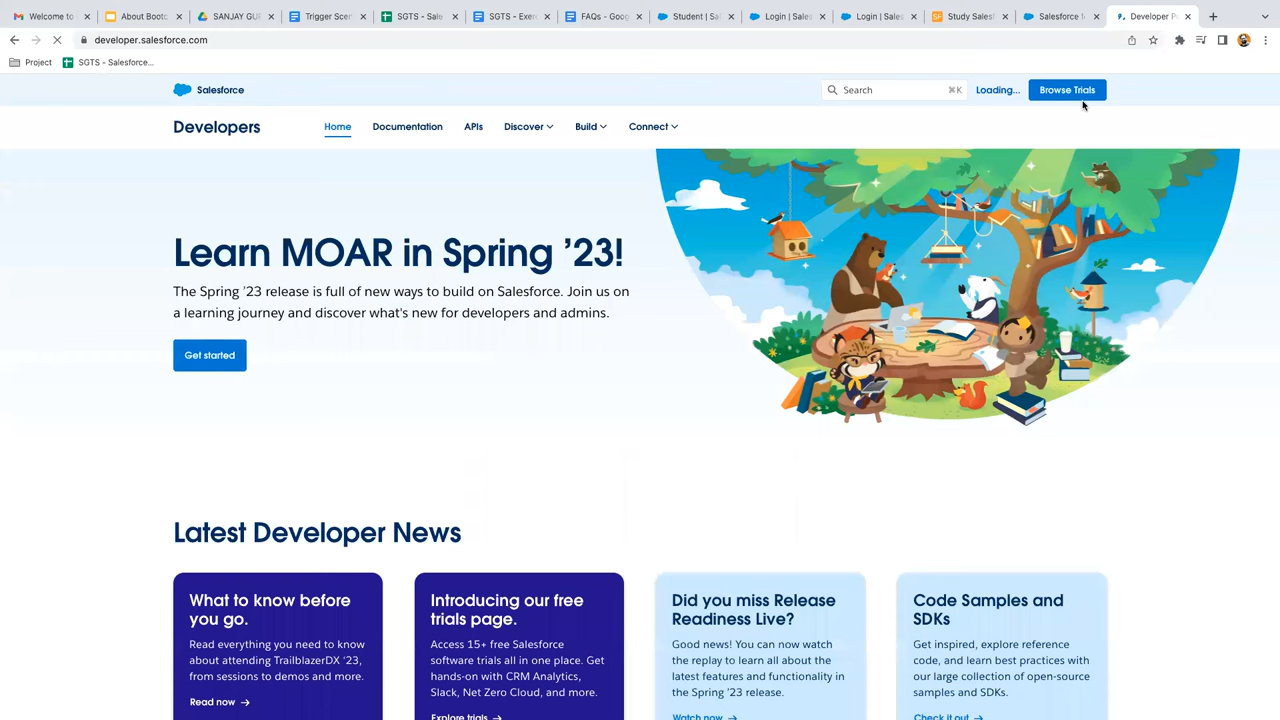 Welcome to
About Bootc
SANJAY GUP
Trigger Scen
SGTS - Sale
SGTS - Exer
FAQs - Goog
Student | Sal
Login | Sales
Login | Sales
Study Salesf
Salesforce f
Developer P
developer.salesforce.com
Project
SGTS - Salesforce...
Salesforce
Search
⌘K
Loading...
Browse Trials
Developers
Home
Documentation
APIs
Discover
Build
Connect
Learn MOAR in Spring ’23!
The Spring ’23 release is full of new ways to build on Salesforce. Join us on
a learning journey and discover what's new for developers and admins.
Get started
Latest Developer News
What to know before
you go.
Read everything you need to know
about attending TrailblazerDX ‘23,
from sessions to demos and more.
Read now
Introducing our free
trials page.
Access 15+ free Salesforce
software trials all in one place. Get
hands-on with CRM Analytics,
Slack, Net Zero Cloud, and more.
Explore trials
Did you miss Release
Readiness Live?
Good news! You can now watch
the replay to learn all about the
latest features and functionality in
the Spring ’23 release.
Watch now
Code Samples and
SDKs
Get inspired, explore reference
code, and learn best practices with
our large collection of open-source
samples and SDKs.
Check it out